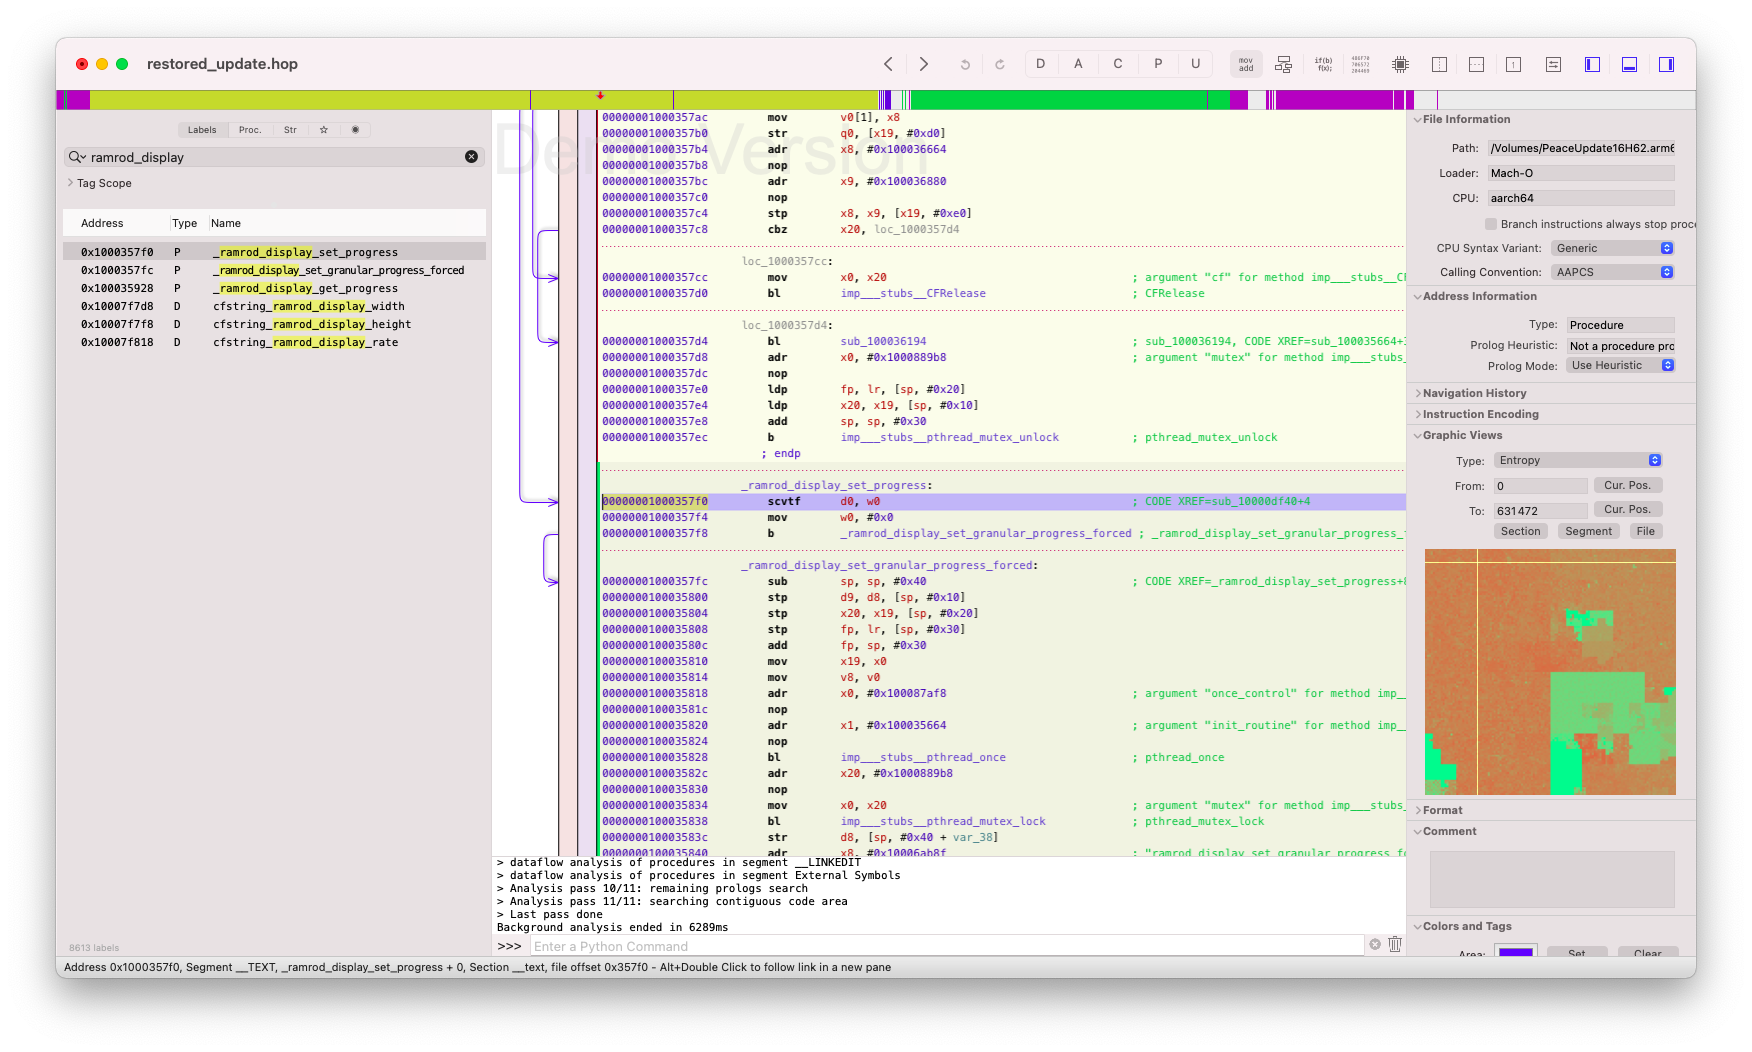 restored_update.hop
D A C P U
mov
add
if(b)
f(x);
Labels Proc. Str
ramrod_display
Tag Scope
Address Type Name
0x1000357f0 P _ramrod_display_set_progress
0x1000357fc P _ramrod_display_set_granular_progress_forced
0x100035928 P _ramrod_display_get_progress
0x10007f7d8 D cfstring_ramrod_display_width
0x10007f7f8 D cfstring_ramrod_display_height
0x10007f818 D cfstring_ramrod_display_rate
8613 labels
Demo Version
00000001000357ac mov v0[1], x8
00000001000357b0 str q0, [x19, #0xd0]
00000001000357b4 adr x8, #0x100036664
00000001000357b8 nop
00000001000357bc adr x9, #0x100036880
00000001000357c0 nop
00000001000357c4 stp x8, x9, [x19, #0xe0]
00000001000357c8 cbz x20, loc_1000357d4
loc_1000357cc:
00000001000357cc mov x0, x20 ; argument "cf" for method imp___stubs__CF
00000001000357d0 bl imp___stubs__CFRelease ; CFRelease
loc_1000357d4:
00000001000357d4 bl sub_100036194 ; sub_100036194, CODE XREF=sub_100035664+
00000001000357d8 adr x0, #0x1000889b8 ; argument "mutex" for method imp___stubs_
00000001000357dc nop
00000001000357e0 ldp fp, lr, [sp, #0x20]
00000001000357e4 ldp x20, x19, [sp, #0x10]
00000001000357e8 add sp, sp, #0x30
00000001000357ec b imp___stubs__pthread_mutex_unlock ; pthread_mutex_unlock
; endp
_ramrod_display_set_progress:
00000001000357f0 scvtf d0, w0 ; CODE XREF=sub_10000df40+4
00000001000357f4 mov w0, #0x0
00000001000357f8 b _ramrod_display_set_granular_progress_forced ; _ramrod_display_set_granular_progress_
_ramrod_display_set_granular_progress_forced:
00000001000357fc sub sp, sp, #0x40 ; CODE XREF=_ramrod_display_set_progress+8
0000000100035800 stp d9, d8, [sp, #0x10]
0000000100035804 stp x20, x19, [sp, #0x20]
0000000100035808 stp fp, lr, [sp, #0x30]
000000010003580c add fp, sp, #0x30
0000000100035810 mov x19, x0
0000000100035814 mov v8, v0
0000000100035818 adr x0, #0x100087af8 ; argument "once_control" for method imp__
000000010003581c nop
0000000100035820 adr x1, #0x100035664 ; argument "init_routine" for method imp__
0000000100035824 nop
0000000100035828 bl imp___stubs__pthread_once ; pthread_once
000000010003582c adr x20, #0x1000889b8
0000000100035830 nop
0000000100035834 mov x0, x20 ; argument "mutex" for method imp___stubs_
0000000100035838 bl imp___stubs__pthread_mutex_lock ; pthread_mutex_lock
000000010003583c str d8, [sp, #0x40 + var_38]
0000000100035840 adr x8, #0x10006ab8f ; "ramrod_display_set_granular_progress_fo
> dataflow analysis of procedures in segment __LINKEDIT
> dataflow analysis of procedures in segment External Symbols
> Analysis pass 10/11: remaining prologs search
> Analysis pass 11/11: searching contiguous code area
> Last pass done
Background analysis ended in 6289ms
>>> Enter a Python Command
File Information
Path: /Volumes/PeaceUpdate16H62.arm6
Loader: Mach-O
CPU: aarch64
Branch instructions always stop proce
CPU Syntax Variant: Generic
Calling Convention: AAPCS
Address Information
Type: Procedure
Prolog Heuristic: Not a procedure pro
Prolog Mode: Use Heuristic
Navigation History
Instruction Encoding
Graphic Views
Type: Entropy
From: 0 Cur. Pos.
To: 631472 Cur. Pos.
Section Segment File
Format
Comment
Colors and Tags
Area: Set Clear
Address 0x1000357f0, Segment __TEXT, _ramrod_display_set_progress + 0, Section __text, file offset 0x357f0 - Alt+Double Click to follow link in a new pane